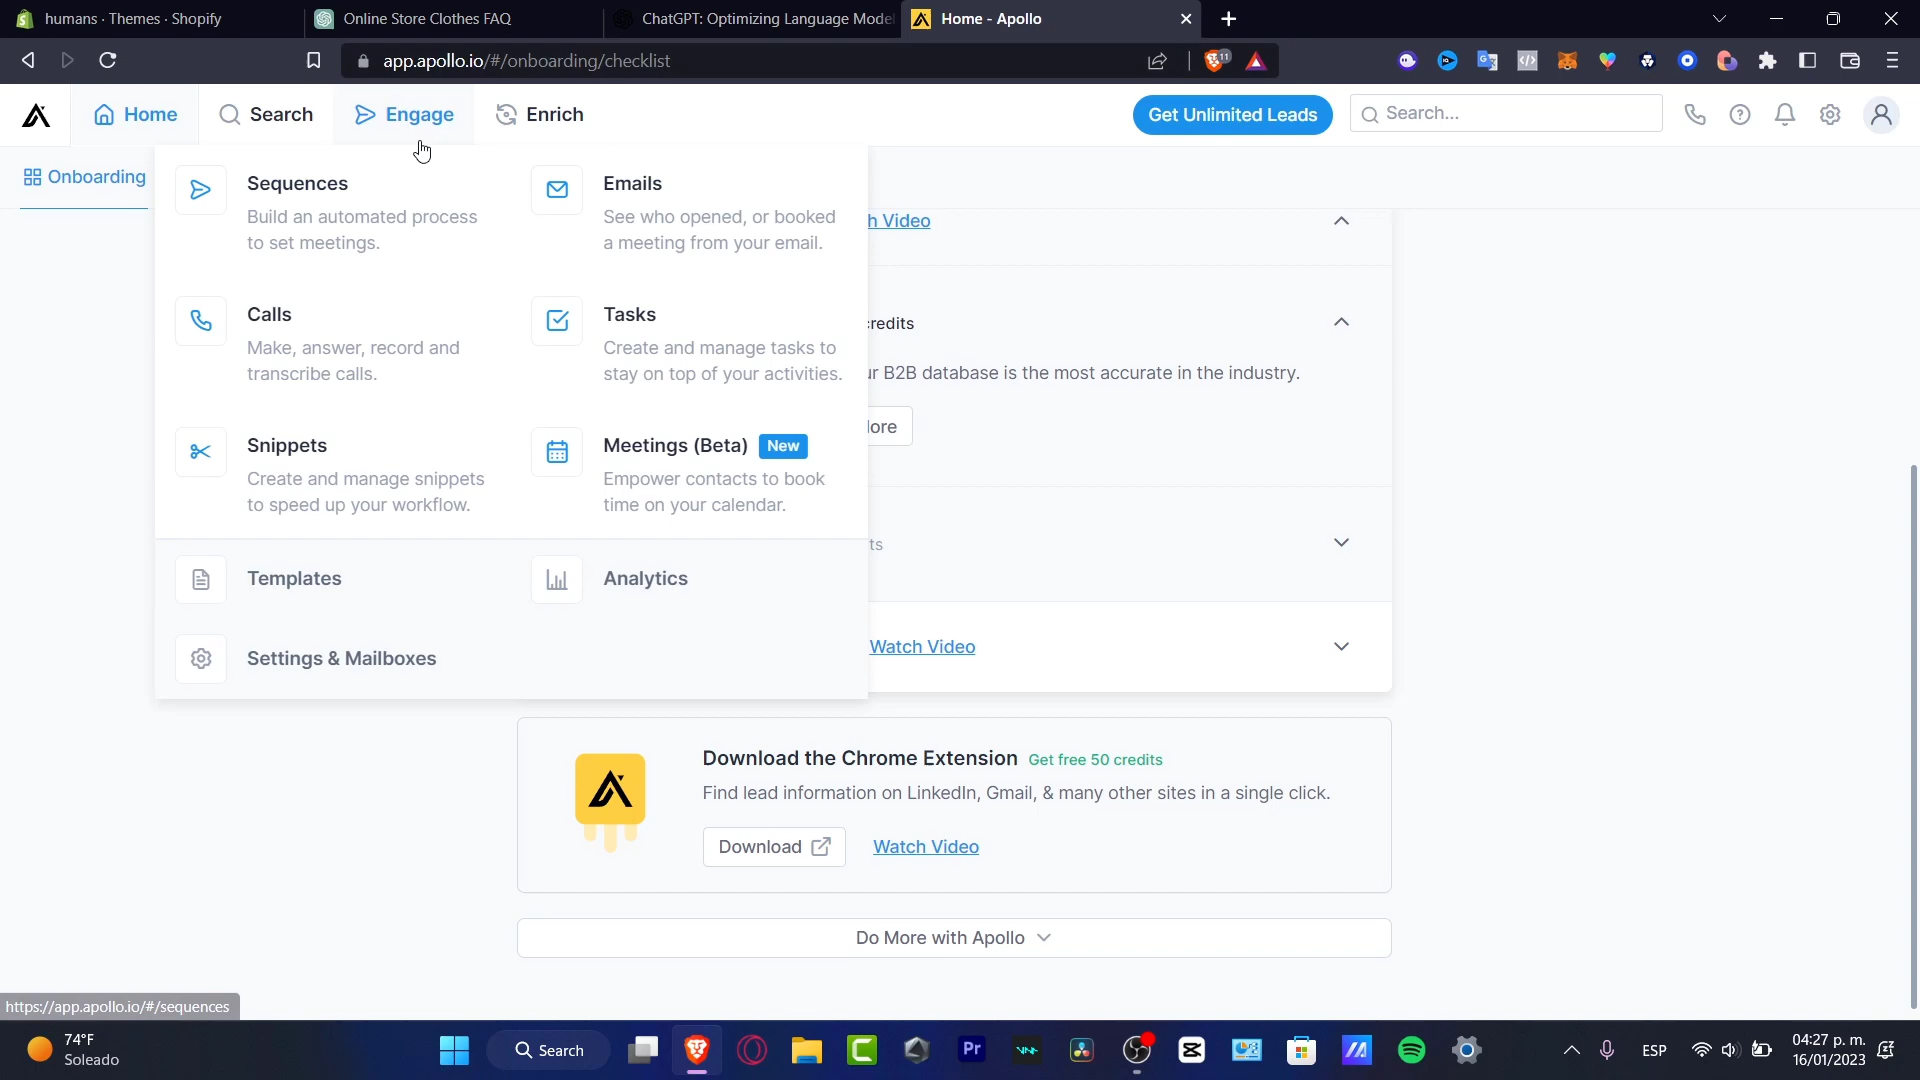 humans · Themes · Shopify
Online Store Clothes FAQ
ChatGPT: Optimizing Language Model
Home - Apollo
app.apollo.io/#/onboarding/checklist
11
Home
Search
Engage
Enrich
Get Unlimited Leads
Search...
Onboarding
Sequences
Build an automated process
to set meetings.
Emails
See who opened, or booked
a meeting from your email.
h Video
Calls
Make, answer, record and
transcribe calls.
Tasks
Create and manage tasks to
stay on top of your activities.
credits
ur B2B database is the most accurate in the industry.
lore
Snippets
Create and manage snippets
to speed up your workflow.
Meetings (Beta) New
Empower contacts to book
time on your calendar.
ts
Templates
Analytics
Settings & Mailboxes
Watch Video
Download the Chrome Extension Get free 50 credits
Find lead information on LinkedIn, Gmail, & many other sites in a single click.
Download
Watch Video
Do More with Apollo
https://app.apollo.io/#/sequences
74°F
Soleado
Search
Pr
ESP
04:27 p. m.
16/01/2023